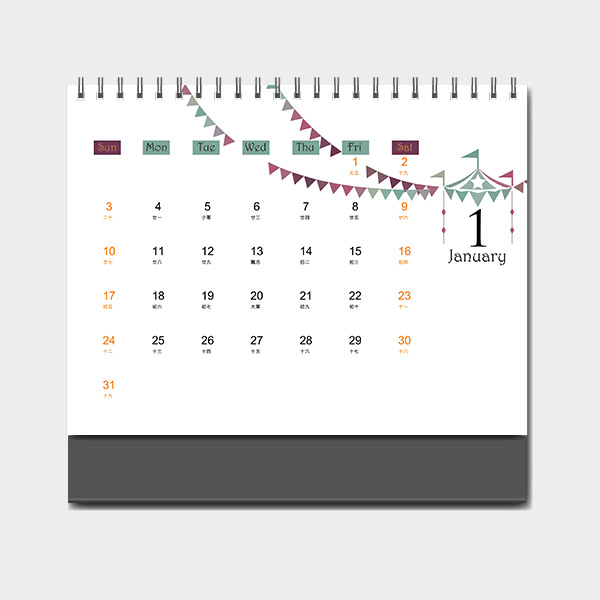 Sun Mon Tue Wed Thu Fri Sat
1 2
元旦 十九
3 4 5 6 7 8 9
二十 廿一 小寒 廿三 廿四 廿五 廿六
10 11 12 13 14 15 16
廿七 廿八 廿九 臘月 初二 初三 初四
17 18 19 20 21 22 23
初五 初六 初七 大寒 初九 初十 十一
24 25 26 27 28 29 30
十二 十三 十四 十五 十六 十七 十八
31
十九
1
January